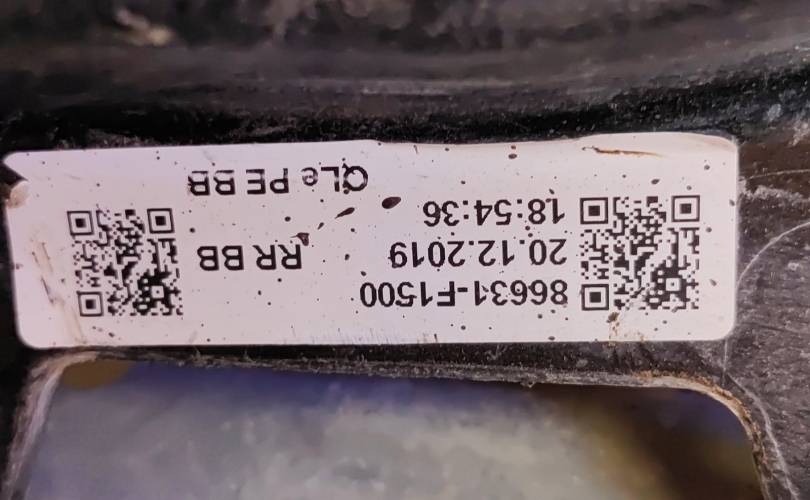 86631-F1500
20.12.2019
18:54:36
RR BB
QLe PE BB